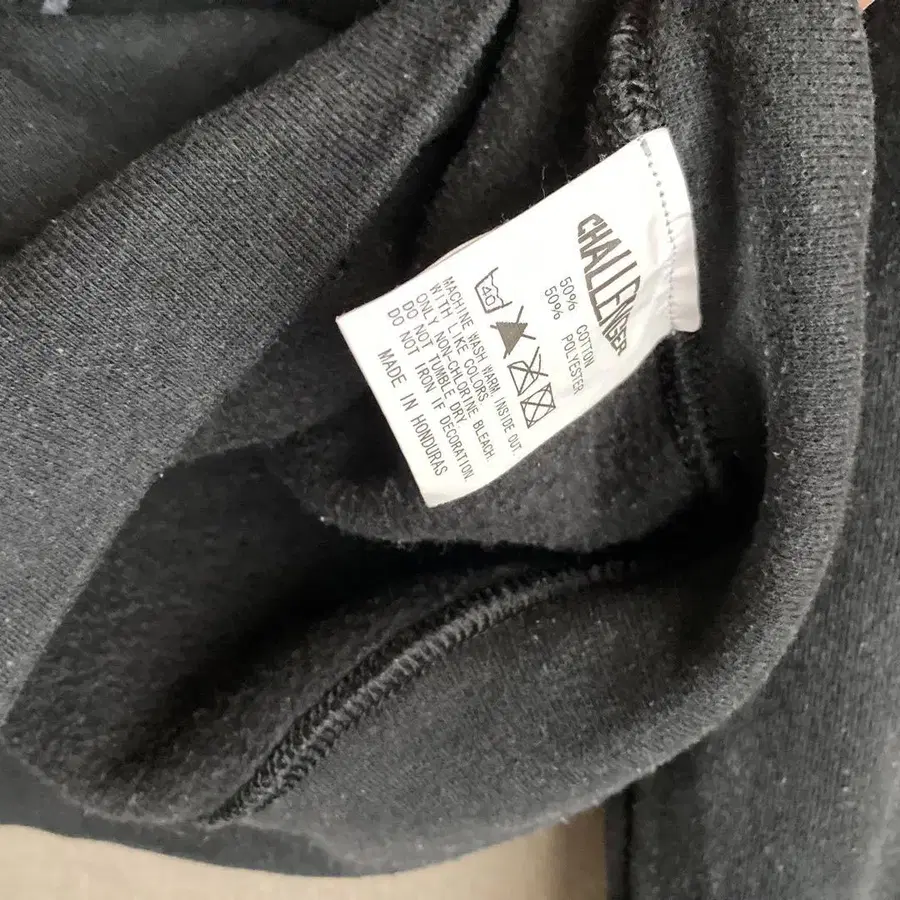 CHALLENGER
50% COTTON
50% POLYESTER
40
MACHINE WASH WARM, INSIDE OUT,
WITH LIKE COLORS.
ONLY NON-CHLORINE BLEACH.
DO NOT TUMBLE DRY.
DO NOT IRON IF DECORATION.
MADE IN HONDURAS